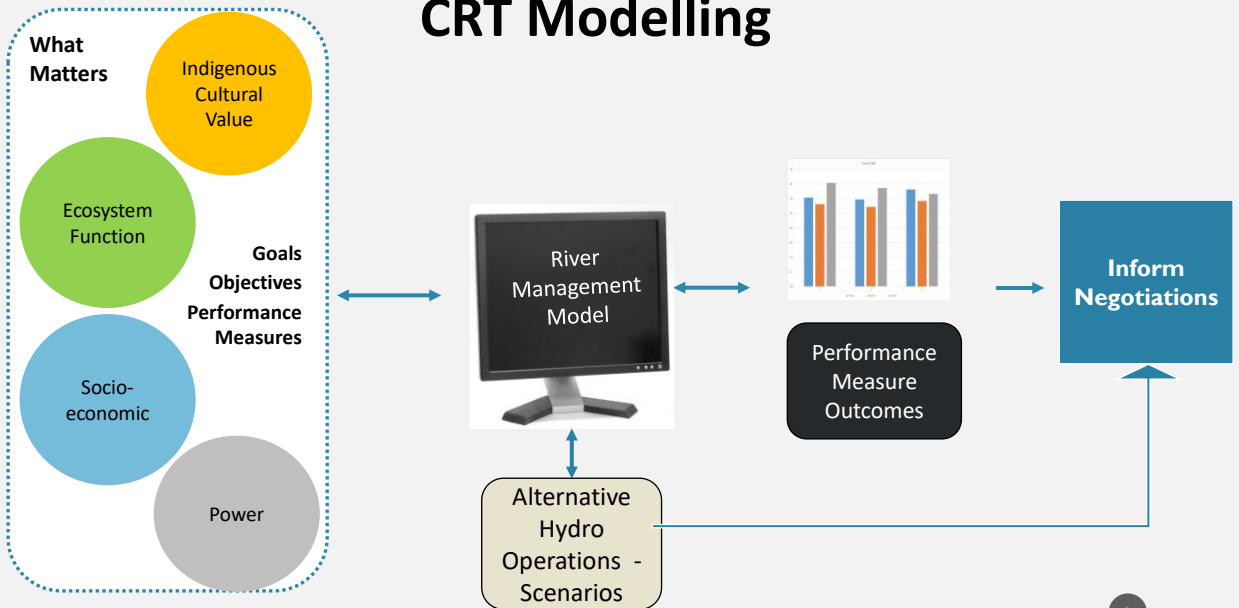 CRT Modelling
What
Matters
Indigenous
Cultural
Value
Ecosystem
Function
Goals
Objectives
Performance
Measures
Socio-
economic
Power
River
Management
Model
Alternative
Hydro
Operations -
Scenarios
Performance
Measure
Outcomes
Inform
Negotiations